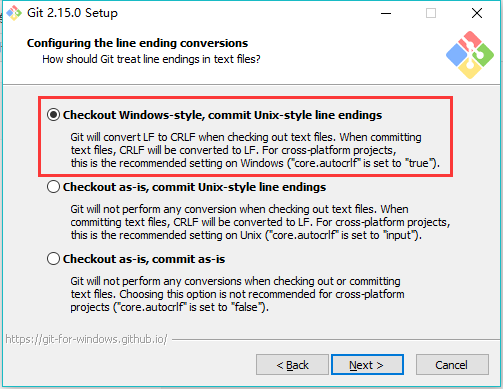 Git 2.15.0 Setup
Configuring the line ending conversions
How should Git treat line endings in text files?
Checkout Windows-style, commit Unix-style line endings
Git will convert LF to CRLF when checking out text files. When committing
text files, CRLF will be converted to LF. For cross-platform projects,
this is the recommended setting on Windows ("core.autocrlf" is set to "true").
Checkout as-is, commit Unix-style line endings
Git will not perform any conversion when checking out text files. When
committing text files, CRLF will be converted to LF. For cross-platform projects,
this is the recommended setting on Unix ("core.autocrlf" is set to "input").
Checkout as-is, commit as-is
Git will not perform any conversions when checking out or committing
text files. Choosing this option is not recommended for cross-platform
projects ("core.autocrlf" is set to "false").
https://git-for-windows.github.io/
< Back
Next >
Cancel